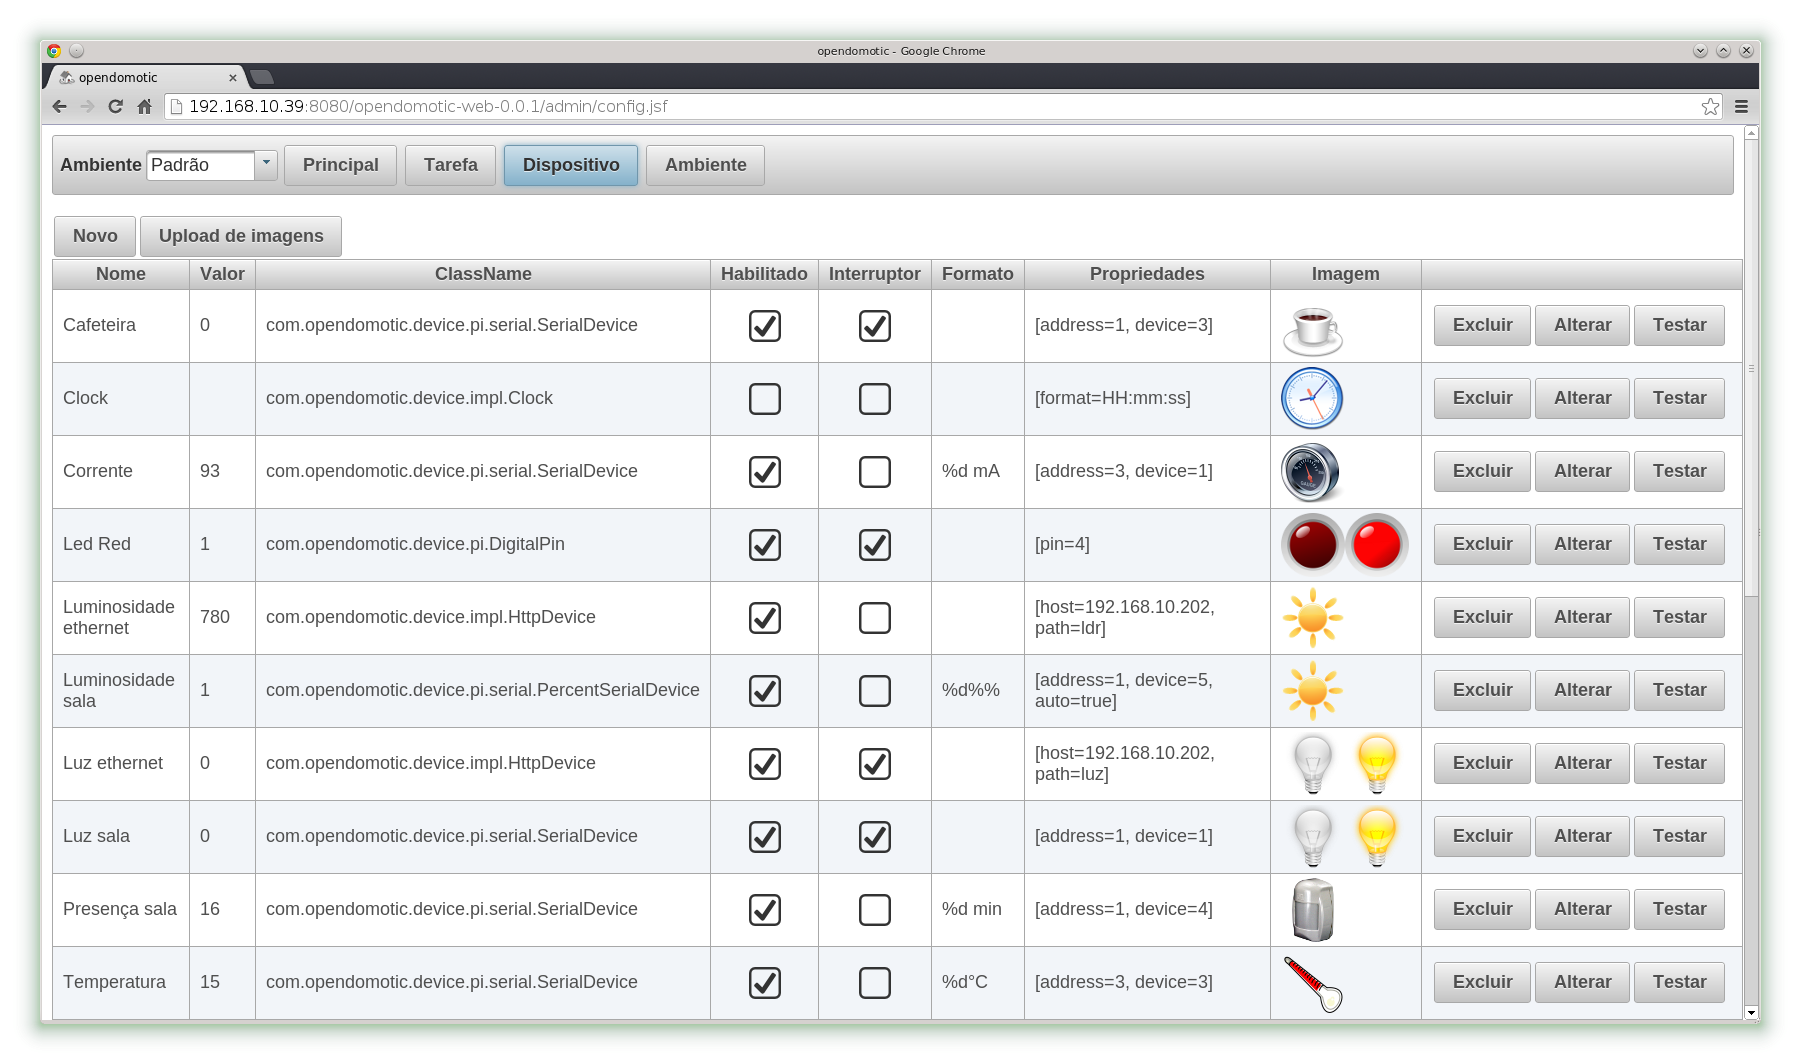 opendomotic - Google Chrome
opendomotic
192.168.10.39:8080/opendomotic-web-0.0.1/admin/config.jsf
Ambiente Padrão Principal Tarefa Dispositivo Ambiente
Novo Upload de imagens
Nome Valor ClassName Habilitado Interruptor Formato Propriedades Imagem
Cafeteira 0 com.opendomotic.device.pi.serial.SerialDevice [address=1, device=3] Excluir Alterar Testar
Clock com.opendomotic.device.impl.Clock [format=HH:mm:ss] Excluir Alterar Testar
Corrente 93 com.opendomotic.device.pi.serial.SerialDevice %d mA [address=3, device=1] GAUGE Excluir Alterar Testar
Led Red 1 com.opendomotic.device.pi.DigitalPin [pin=4] Excluir Alterar Testar
Luminosidade
ethernet 780 com.opendomotic.device.impl.HttpDevice [host=192.168.10.202,
path=ldr] Excluir Alterar Testar
Luminosidade
sala 1 com.opendomotic.device.pi.serial.PercentSerialDevice %d%% [address=1, device=5,
auto=true] Excluir Alterar Testar
Luz ethernet 0 com.opendomotic.device.impl.HttpDevice [host=192.168.10.202,
path=luz] Excluir Alterar Testar
Luz sala 0 com.opendomotic.device.pi.serial.SerialDevice [address=1, device=1] Excluir Alterar Testar
Presença sala 16 com.opendomotic.device.pi.serial.SerialDevice %d min [address=1, device=4] Excluir Alterar Testar
Temperatura 15 com.opendomotic.device.pi.serial.SerialDevice %d°C [address=3, device=3] Excluir Alterar Testar